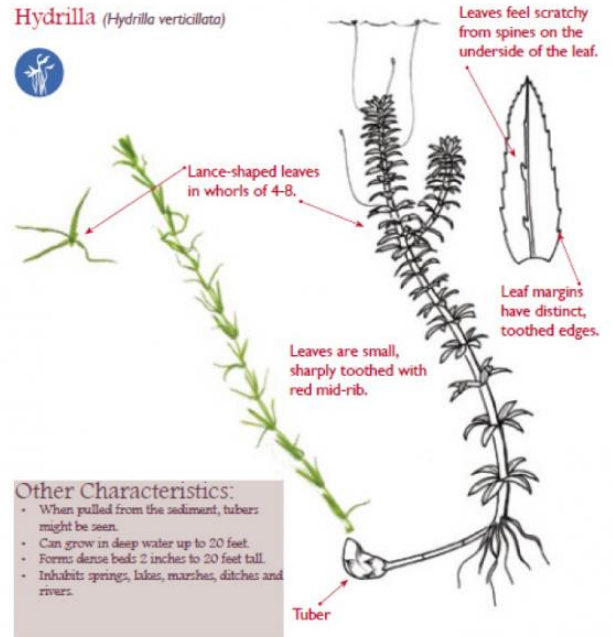 Hydrilla (Hydrilla verticillata)
Leaves feel scratchy
from spines on the
underside of the leaf.
Lance-shaped leaves
in whorls of 4-8.
Leaf margins
have distinct,
toothed edges.
Leaves are small,
sharply toothed with
red mid-rib.
Other Characteristics:
• When pulled from the sediment, tubers
might be seen.
• Can grow in deep water up to 20 feet.
• Forms dense beds 2 inches to 20 feet tall.
• Inhabits springs, lakes, marshes, ditches and
rivers.
Tuber